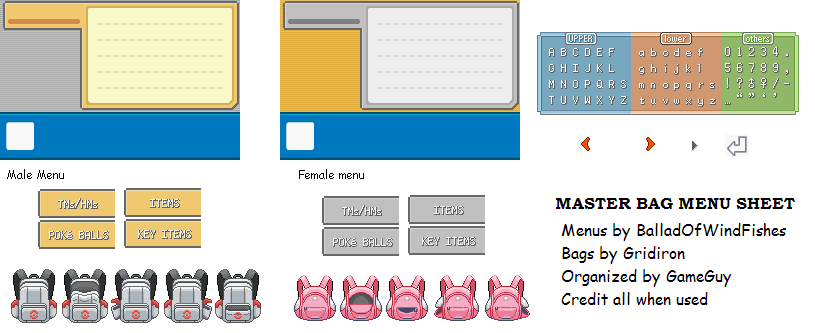 UPPER
A B C D E F
G H I J K L
M N O P Q R S
T U V W X Y Z
lower
a b c d e f
g h i j k l
m n o p q r s
t u v w x y z
others
0 1 2 3 4 .
5 6 7 8 9 ,
! ? ♂ ♀ / -
… “ ” ‘ ’
Male Menu
TMs/HMs
ITEMS
POKé BALLS
KEY ITEMS
Female menu
TMs/HMs
ITEMS
POKé BALLS
KEY ITEMS
MASTER BAG MENU SHEET
Menus by BalladOfWindFishes
Bags by Gridiron
Organized by GameGuy
Credit all when used